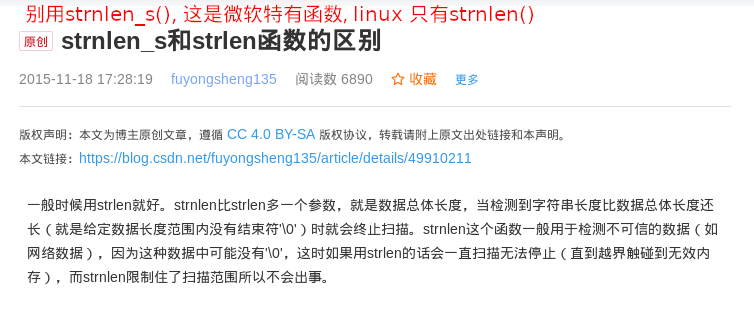 别用strnlen_s(), 这是微软特有函数, linux 只有strnlen()
原创 strnlen_s和strlen函数的区别
2015-11-18 17:28:19 fuyongsheng135 阅读数 6890 收藏 更多
版权声明：本文为博主原创文章，遵循 CC 4.0 BY-SA 版权协议，转载请附上原文出处链接和本声明。
本文链接：https://blog.csdn.net/fuyongsheng135/article/details/49910211
一般时候用strlen就好。strnlen比strlen多一个参数，就是数据总体长度，当检测到字符串长度比数据总体长度还
长（就是给定数据长度范围内没有结束符'\0'）时就会终止扫描。strnlen这个函数一般用于检测不可信的数据（如
网络数据），因为这种数据中可能没有'\0'，这时如果用strlen的话会一直扫描无法停止（直到越界触碰到无效内
存），而strnlen限制住了扫描范围所以不会出事。